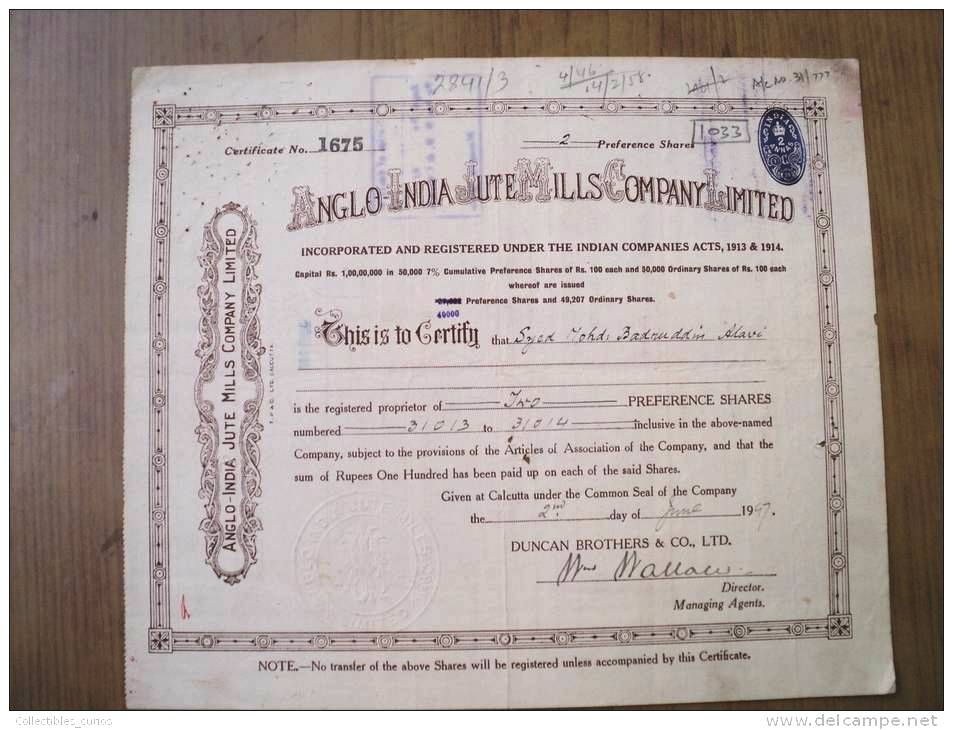 2841/3 4/46 14/2/58. A/c No. 31/777
1033
INDIA
2
ANNAS
Certificate No. 1675
2 Preference Shares
ANGLO-INDIA JUTE MILLS COMPANY LIMITED
INCORPORATED AND REGISTERED UNDER THE INDIAN COMPANIES ACTS, 1913 & 1914.
Capital Rs. 1,00,00,000 in 50,000 7% Cumulative Preference Shares of Rs. 100 each and 50,000 Ordinary Shares of Rs. 100 each
whereof are issued
Preference Shares and 49,207 Ordinary Shares.
40000
This is to Certify that Syed Mohd: Badruddin Alavi
is the registered proprietor of Two PREFERENCE SHARES
numbered 31013 to 31014 inclusive in the above-named
Company, subject to the provisions of the Articles of Association of the Company, and that the
sum of Rupees One Hundred has been paid up on each of the said Shares.
Given at Calcutta under the Common Seal of the Company
the 2nd day of June 1947.
DUNCAN BROTHERS & CO., LTD.
Wm Wallace
Director.
Managing Agents.
NOTE.—No transfer of the above Shares will be registered unless accompanied by this Certificate.
ANGLO-INDIA JUTE MILLS COMPANY LIMITED
LIMITED
Collectibles_curios
www.delcampe.net